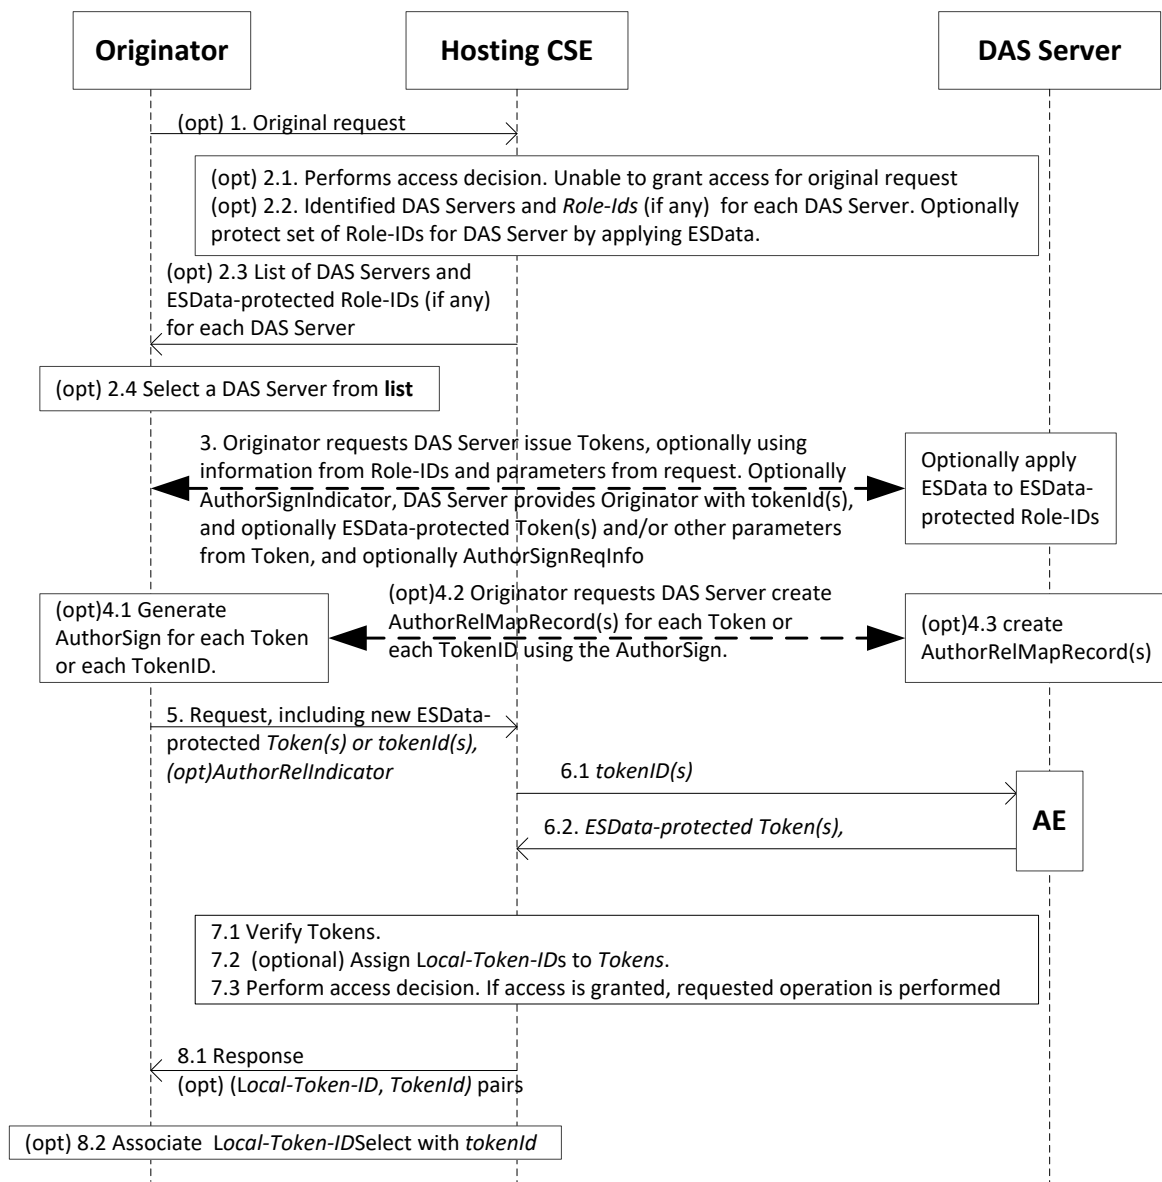 Originator
Hosting CSE
DAS Server
(opt) 1. Original request
(opt) 2.1. Performs access decision. Unable to grant access for original request
(opt) 2.2. Identified DAS Servers and Role-Ids (if any)  for each DAS Server. Optionally
protect set of Role-IDs for DAS Server by applying ESData.
(opt) 2.3 List of DAS Servers and
ESData-protected Role-IDs (if any)
for each DAS Server
(opt) 2.4 Select a DAS Server from list
3. Originator requests DAS Server issue Tokens, optionally using
information from Role-IDs and parameters from request. Optionally
AuthorSignIndicator, DAS Server provides Originator with tokenId(s),
and optionally ESData-protected Token(s) and/or other parameters
from Token, and optionally AuthorSignReqInfo
Optionally apply
ESData to ESData-
protected Role-IDs
(opt)4.1 Generate
AuthorSign for each Token
or each TokenID.
(opt)4.2 Originator requests DAS Server create
AuthorRelMapRecord(s) for each Token or
each TokenID using the AuthorSign.
(opt)4.3 create
AuthorRelMapRecord(s)
5. Request, including new ESData-
protected Token(s) or tokenId(s),
(opt)AuthorRelIndicator
6.1 tokenID(s)
6.2. ESData-protected Token(s),
AE
7.1 Verify Tokens.
7.2  (optional) Assign Local-Token-IDs to Tokens.
7.3 Perform access decision. If access is granted, requested operation is performed
8.1 Response
(opt) (Local-Token-ID, TokenId) pairs
(opt) 8.2 Associate  Local-Token-IDSelect with tokenId